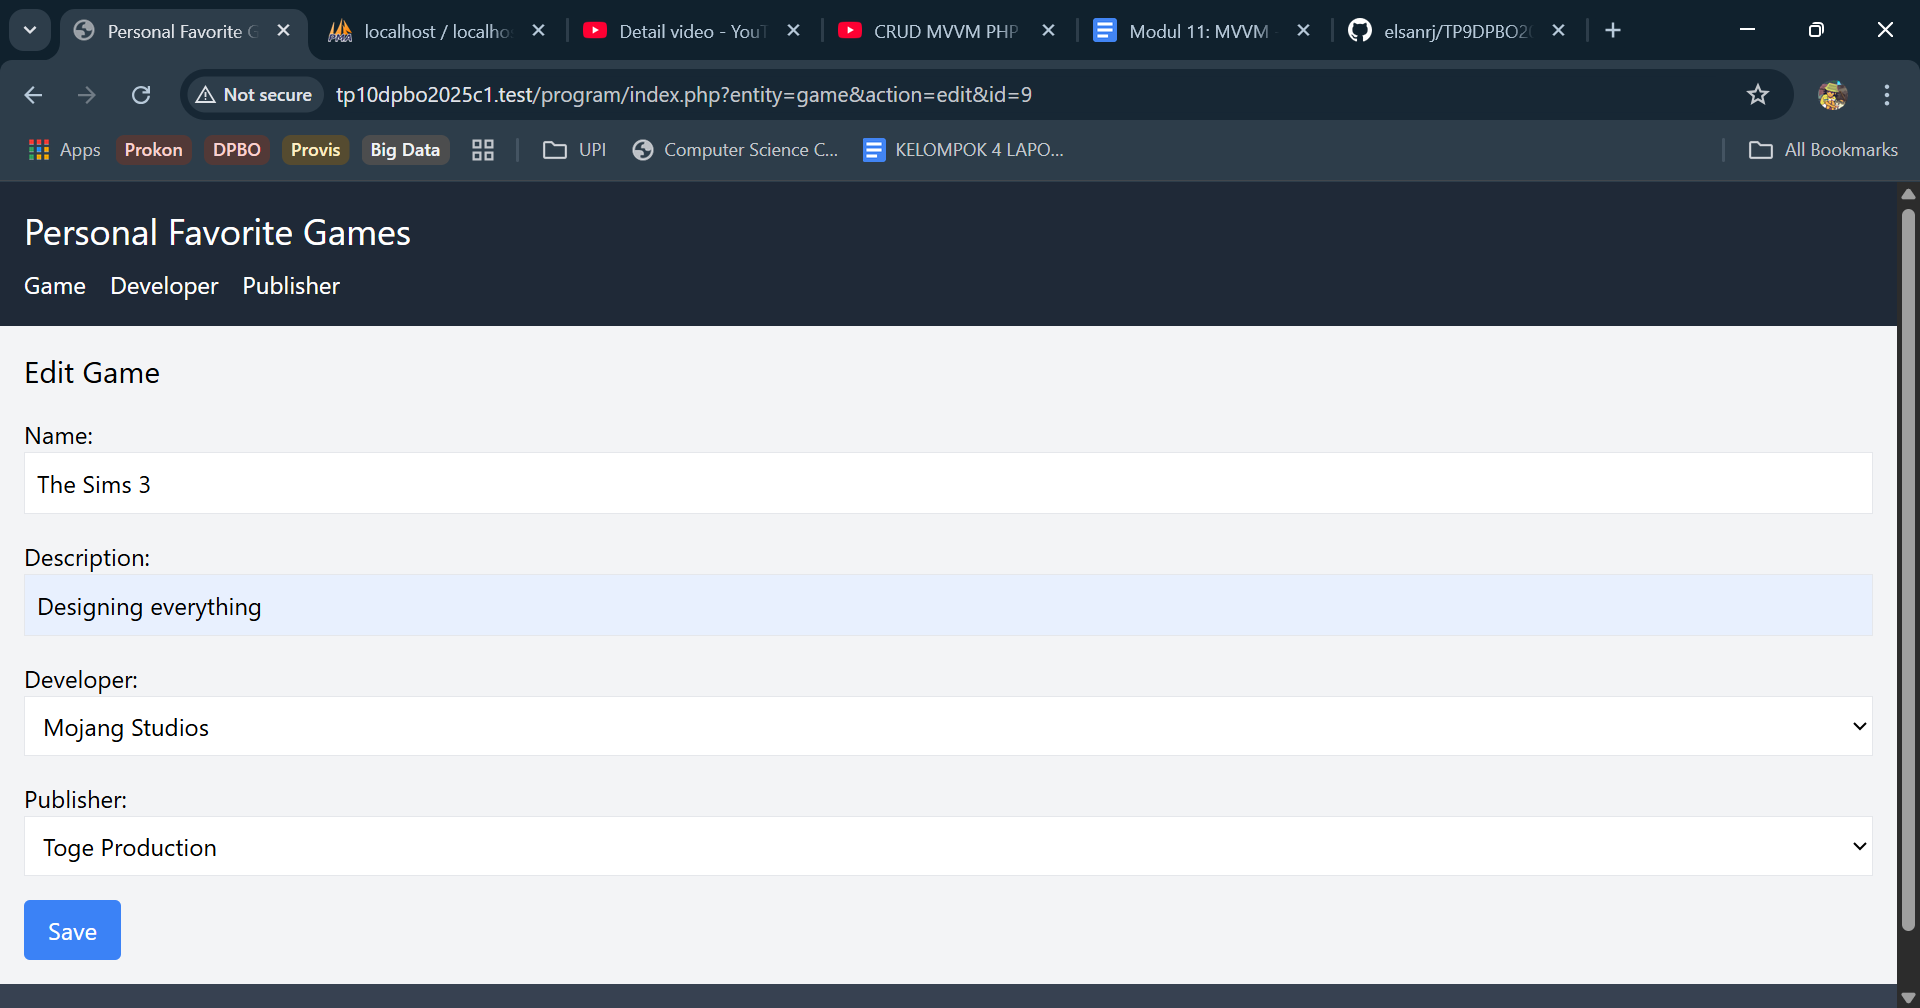 Personal Favorite G
localhost / localho
Detail video - YouT
CRUD MVVM PHP
Modul 11: MVVM -
elsanrj/TP9DPBO20
Not secure
tp10dpbo2025c1.test/program/index.php?entity=game&action=edit&id=9
Apps
Prokon
DPBO
Provis
Big Data
UPI
Computer Science C...
KELOMPOK 4 LAPO...
All Bookmarks
Personal Favorite Games
Game Developer Publisher
Edit Game
Name:
The Sims 3
Description:
Designing everything
Developer:
Mojang Studios
Publisher:
Toge Production
Save